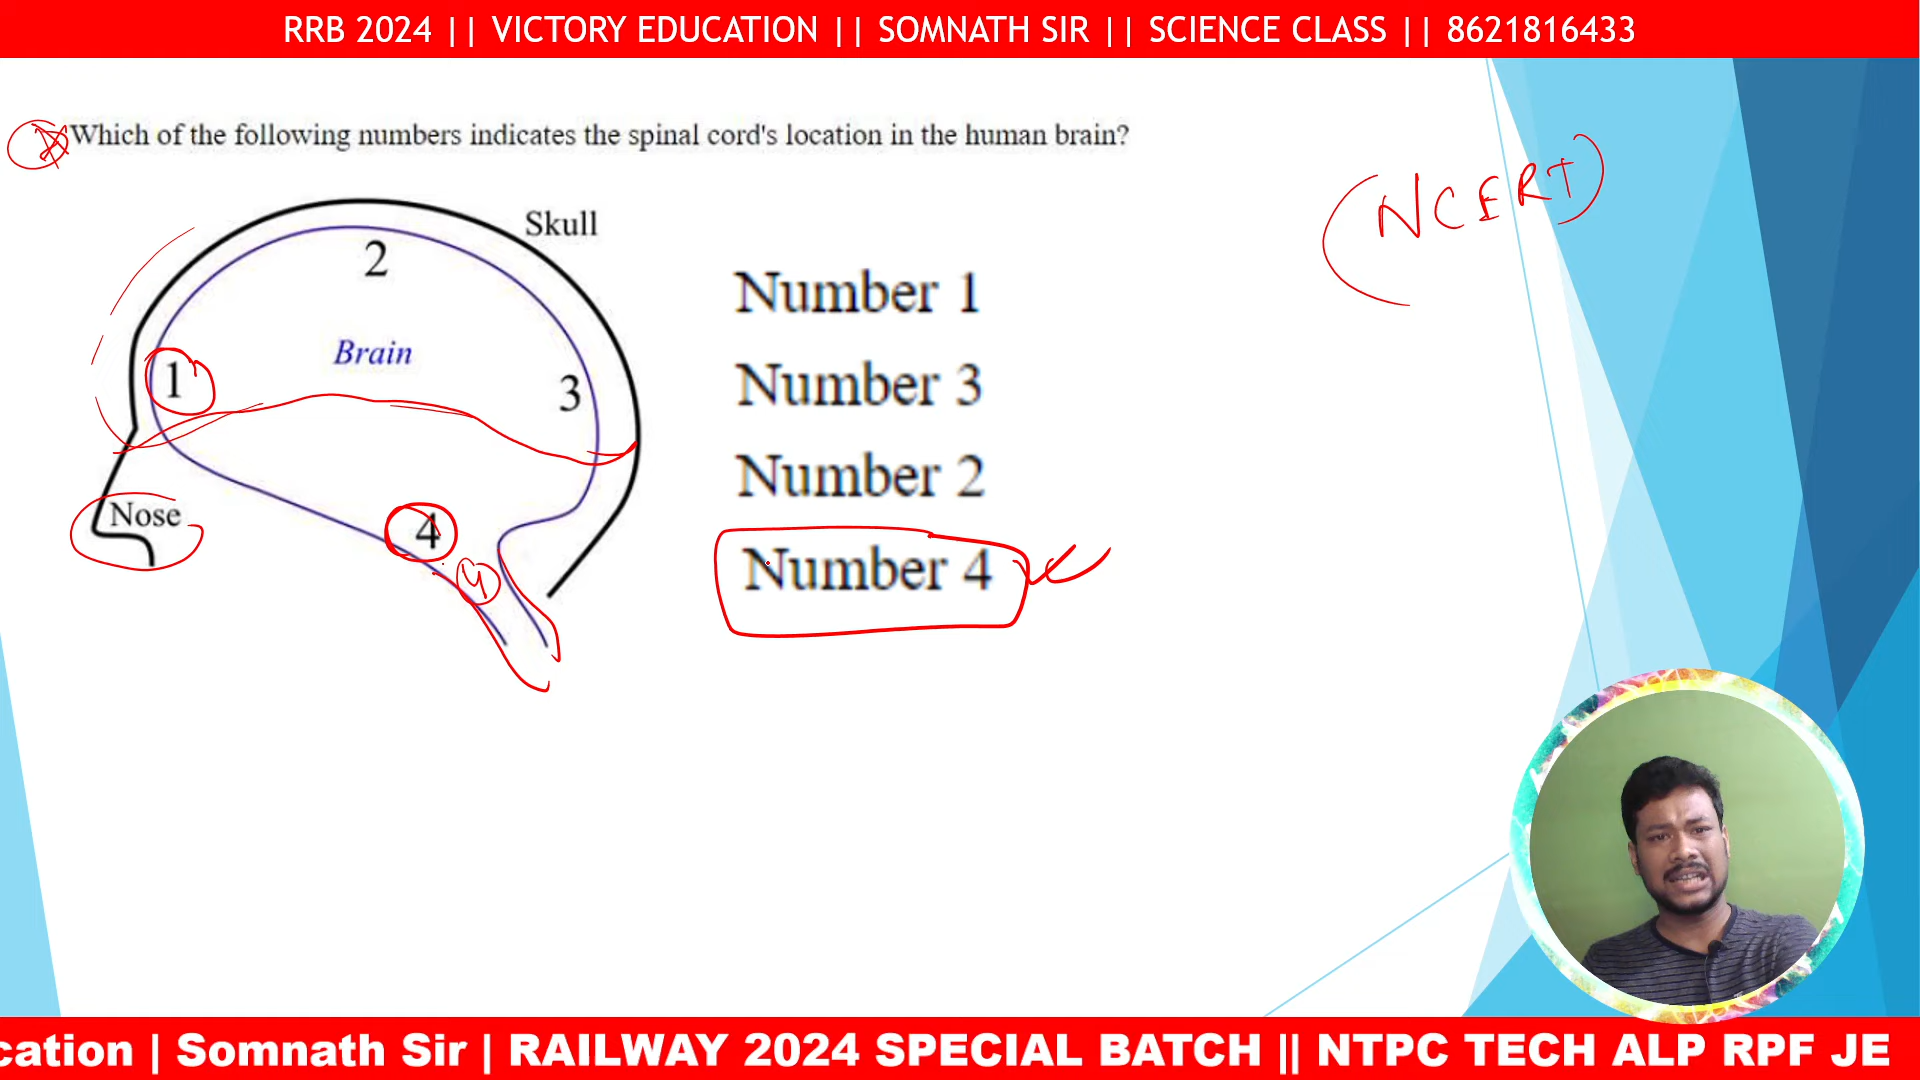 RRB 2024 || VICTORY EDUCATION || SOMNATH SIR || SCIENCE CLASS || 8621816433
Which of the following numbers indicates the spinal cord's location in the human brain?
(NCERT)
Skull
2
Brain
1
3
Nose
4
4
Number 1
Number 3
Number 2
Number 4
cation | Somnath Sir | RAILWAY 2024 SPECIAL BATCH || NTPC TECH ALP RPF JE